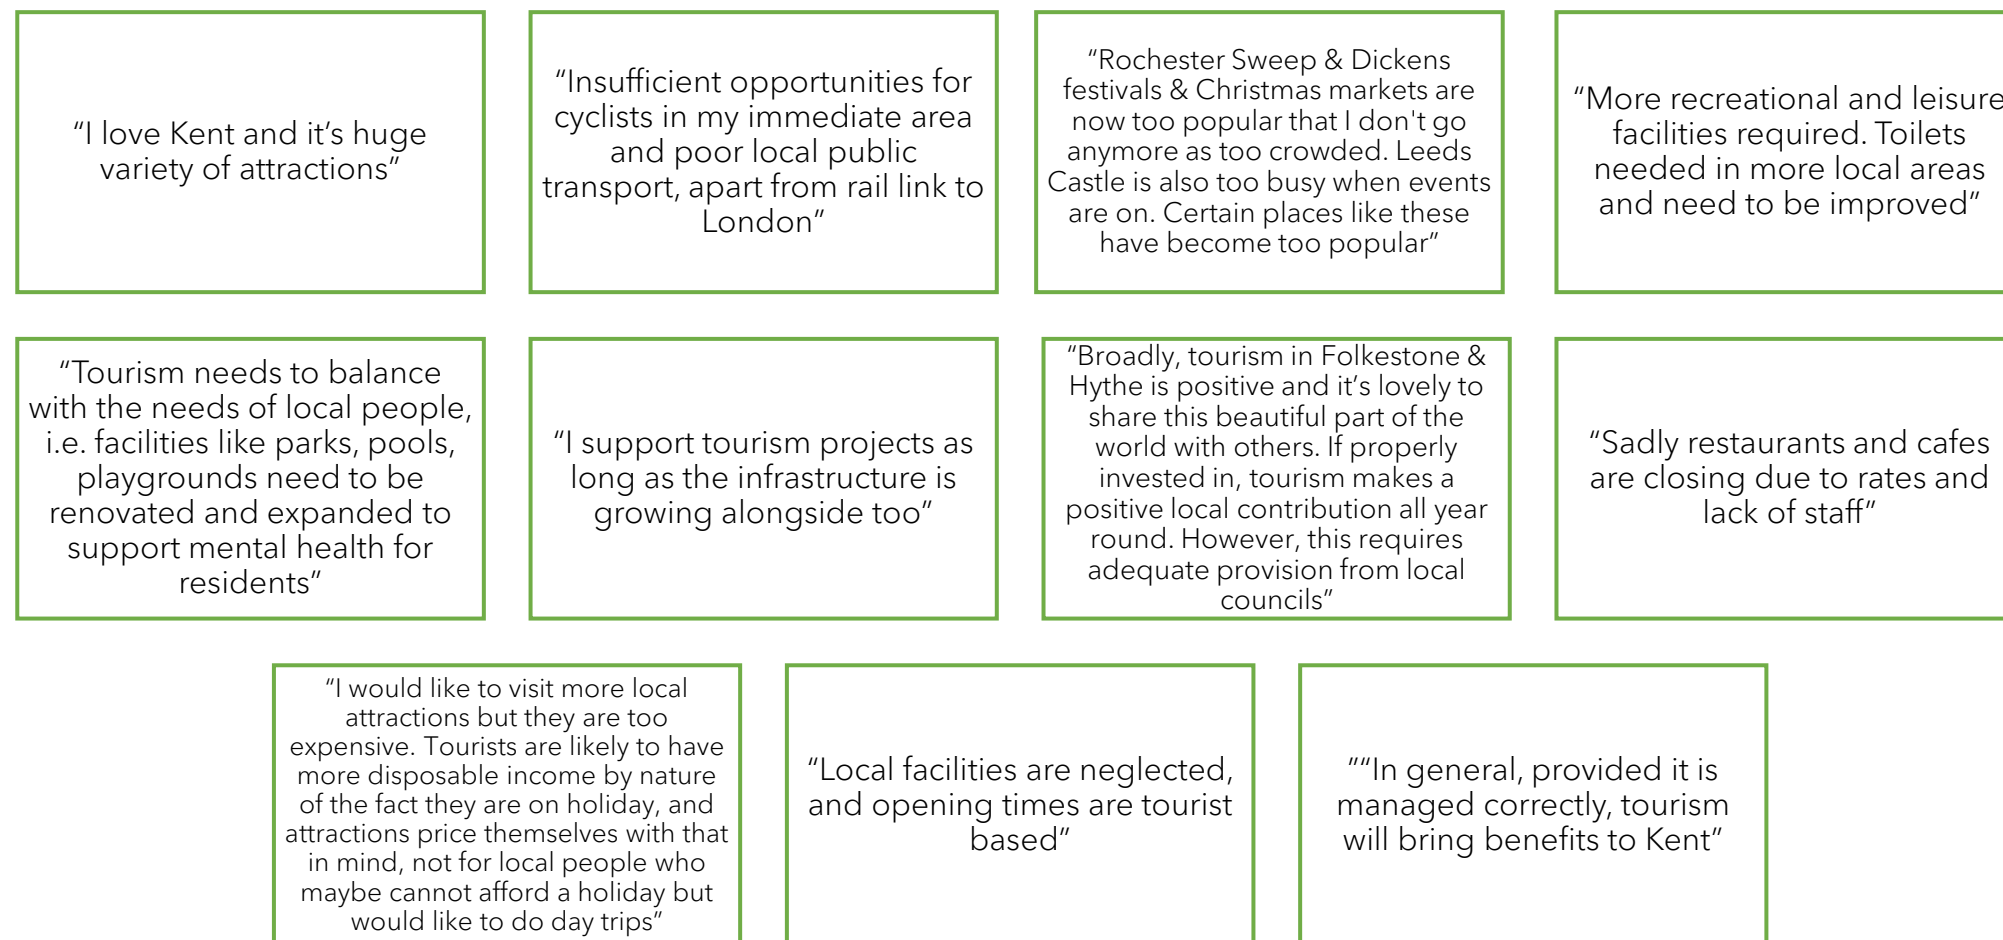 “I love Kent and it’s huge
variety of attractions”
“Insufficient opportunities for
cyclists in my immediate area
and poor local public
transport, apart from rail link to
London”
“Rochester Sweep & Dickens
festivals & Christmas markets are
now too popular that I don't go
anymore as too crowded. Leeds
Castle is also too busy when events
are on. Certain places like these
have become too popular”
“More recreational and leisure
facilities required. Toilets
needed in more local areas
and need to be improved”
“Tourism needs to balance
with the needs of local people,
i.e. facilities like parks, pools,
playgrounds need to be
renovated and expanded to
support mental health for
residents”
“I support tourism projects as
long as the infrastructure is
growing alongside too”
“Broadly, tourism in Folkestone &
Hythe is positive and it’s lovely to
share this beautiful part of the
world with others. If properly
invested in, tourism makes a
positive local contribution all year
round. However, this requires
adequate provision from local
councils”
“Sadly restaurants and cafes
are closing due to rates and
lack of staff”
“I would like to visit more local
attractions but they are too
expensive. Tourists are likely to have
more disposable income by nature
of the fact they are on holiday, and
attractions price themselves with that
in mind, not for local people who
maybe cannot afford a holiday but
would like to do day trips”
“Local facilities are neglected,
and opening times are tourist
based”
”“In general, provided it is
managed correctly, tourism
will bring benefits to Kent”